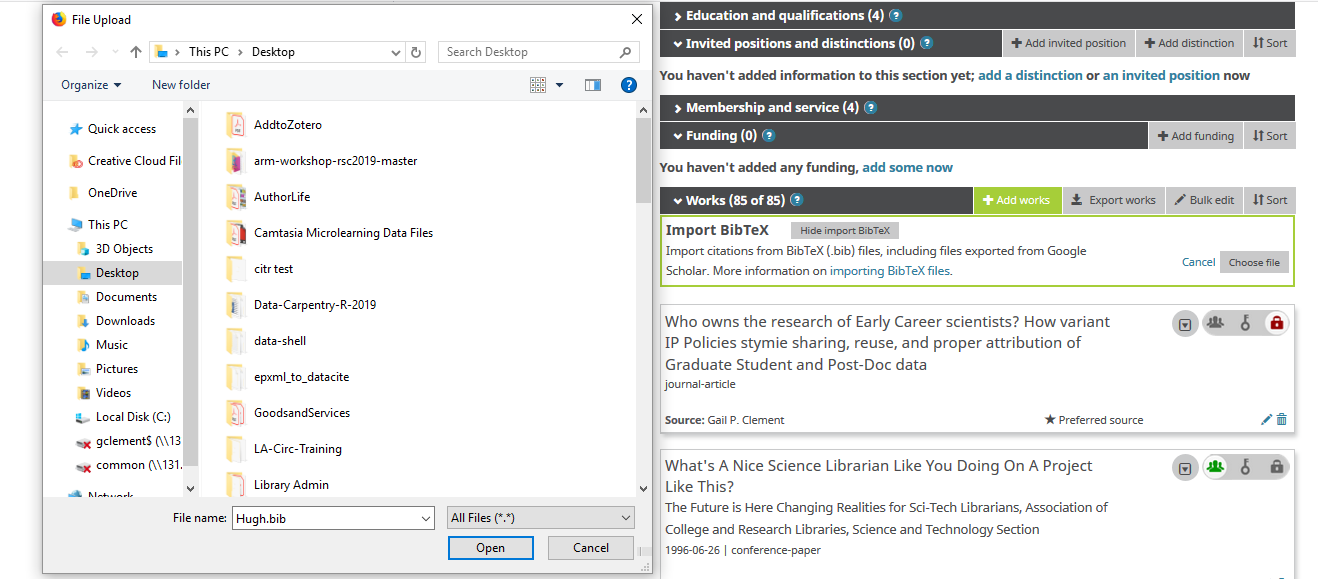 File Upload
This PC > Desktop
Search Desktop
Organize
New folder
Quick access
Creative Cloud Fil
OneDrive
This PC
3D Objects
Desktop
Documents
Downloads
Music
Pictures
Videos
Local Disk (C:)
gclement$ (\\13
common (\\131.
Network
AddtoZotero
arm-workshop-rsc2019-master
AuthorLife
Camtasia Microlearning Data Files
citr test
Data-Carpentry-R-2019
data-shell
epxml_to_datacite
GoodsandServices
LA-Circ-Training
Library Admin
File name: Hugh.bib
All Files (*.*)
Open Cancel
Education and qualifications (4) ?
Invited positions and distinctions (0) ? Add invited position Add distinction Sort
You haven't added information to this section yet; add a distinction or an invited position now
Membership and service (4) ?
Funding (0) ? Add funding Sort
You haven't added any funding, add some now
Works (85 of 85) ? Add works Export works Bulk edit Sort
Import BibTeX Hide import BibTeX
Import citations from BibTeX (.bib) files, including files exported from Google
Scholar. More information on importing BibTeX files.
Cancel Choose file
Who owns the research of Early Career scientists? How variant
IP Policies stymie sharing, reuse, and proper attribution of
Graduate Student and Post-Doc data
journal-article
Source: Gail P. Clement ★ Preferred source
What's A Nice Science Librarian Like You Doing On A Project
Like This?
The Future is Here Changing Realities for Sci-Tech Librarians, Association of
College and Research Libraries, Science and Technology Section
1996-06-26 | conference-paper